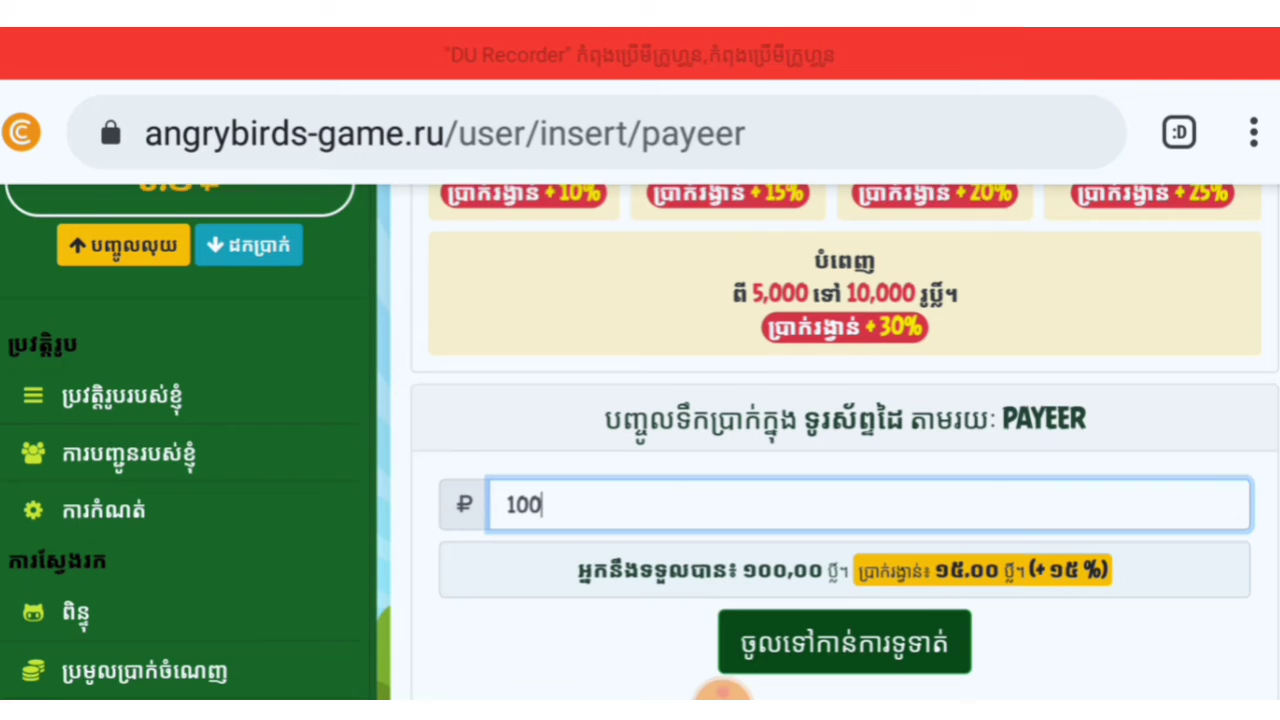 "DU Recorder" កំពុងប្រើមីក្រូហ្វូន,កំពុងប្រើមីក្រូហ្វូន
angrybirds-game.ru/user/insert/payeer
:D
ប្រាក់រង្វាន់ +10%
ប្រាក់រង្វាន់ +15%
ប្រាក់រង្វាន់ +20%
ប្រាក់រង្វាន់ +25%
បញ្ចូលលុយ
ដកប្រាក់
បំពេញ
ពី 5,000 ទៅ 10,000 រូប្លិ៍។
ប្រាក់រង្វាន់ +30%
ប្រវត្តិរូប
ប្រវត្តិរូបរបស់ខ្ញុំ
ការបញ្ជូនរបស់ខ្ញុំ
ការកំណត់
ការស្វែងរក
ពិន្ទុ
ប្រមូលប្រាក់ចំណេញ
បញ្ចូលទឹកប្រាក់ក្នុង ទូរស័ព្ទដៃ តាមរយៈ PAYEER
₽ 100
អ្នកនឹងទទួលបាន៖ ១០០,០០ ប្លិ៍។ ប្រាក់រង្វាន់៖ ១៥.០០ ប្លិ៍។ (+ ១៥ %)
ចូលទៅកាន់ការទូទាត់